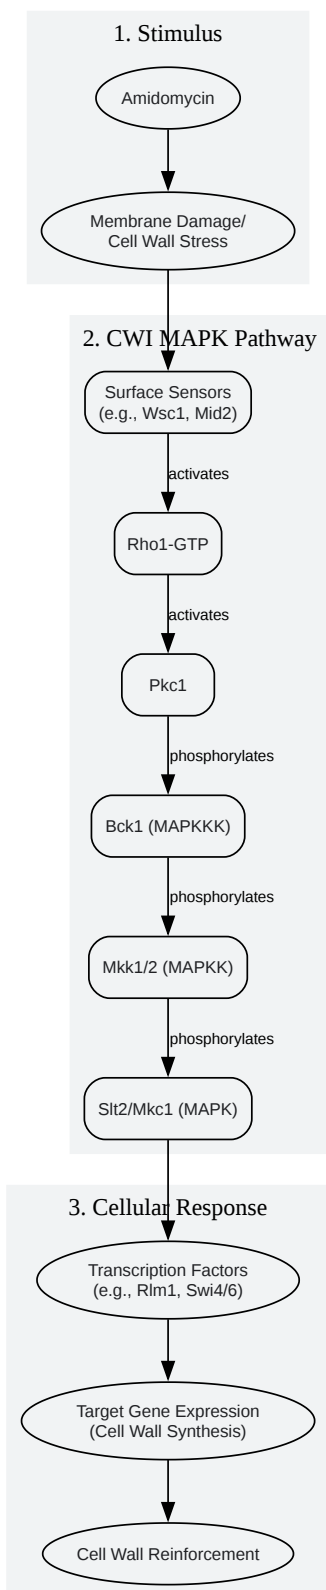 1. Stimulus
Amidomycin
Membrane Damage/
Cell Wall Stress
2. CWI MAPK Pathway
Surface Sensors
(e.g., Wsc1, Mid2)
activates
Rho1-GTP
activates
Pkc1
phosphorylates
Bck1 (MAPKKK)
phosphorylates
Mkk1/2 (MAPKK)
phosphorylates
Slt2/Mkc1 (MAPK)
3. Cellular Response
Transcription Factors
(e.g., Rlm1, Swi4/6)
Target Gene Expression
(Cell Wall Synthesis)
Cell Wall Reinforcement